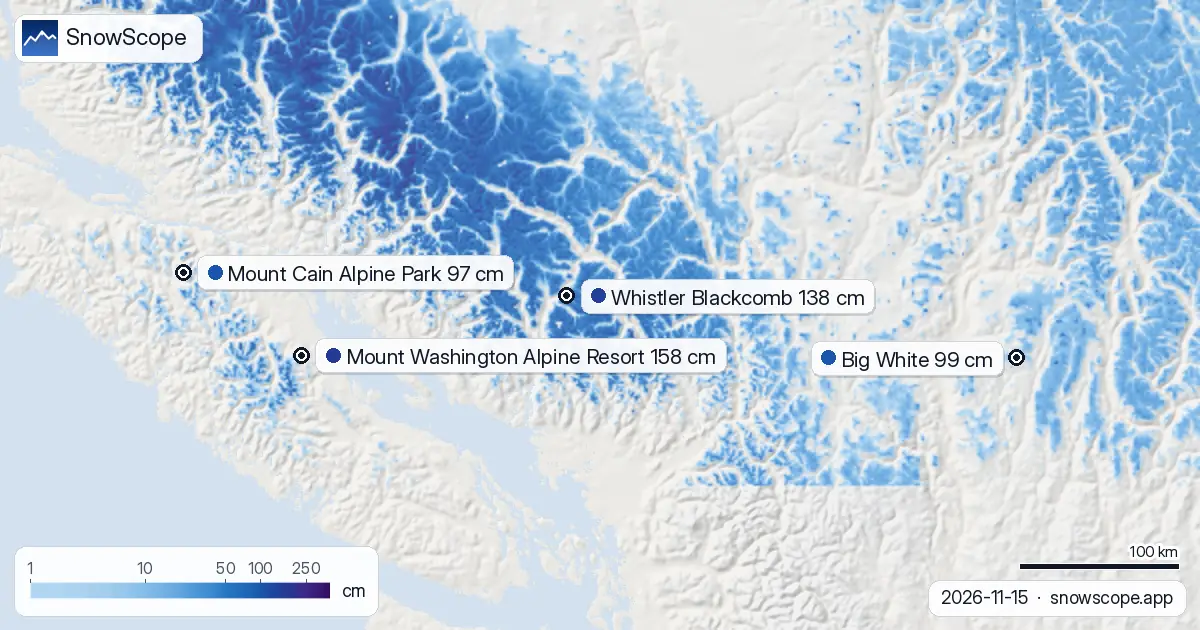 SnowScope
Mount Cain Alpine Park 97 cm
Whistler Blackcomb 138 cm
Mount Washington Alpine Resort 158 cm
Big White 99 cm
1 10 50 100 250
cm
100 km
2026-11-15 · snowscope.app